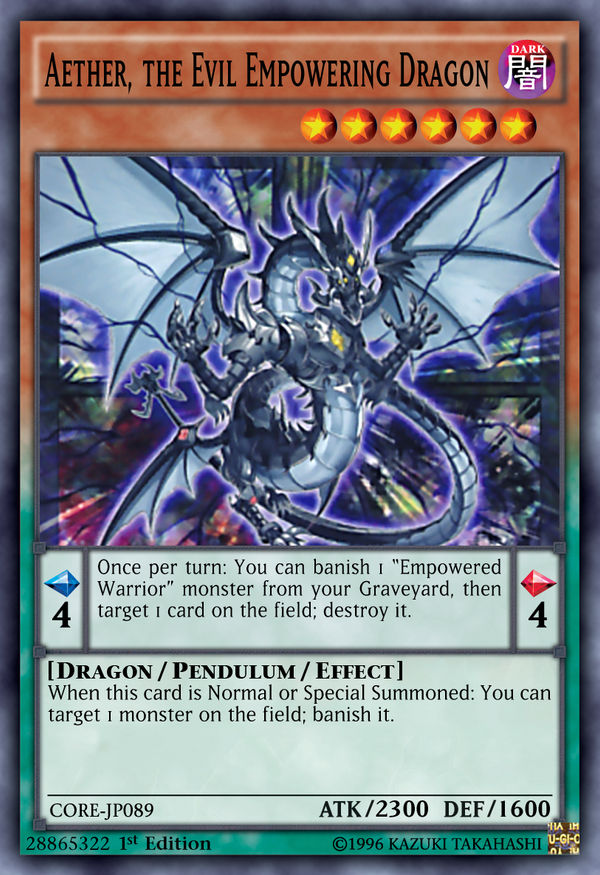 Aether, the Evil Empowering Dragon
DARK
闇
Once per turn: You can banish 1 “Empowered
Warrior” monster from your Graveyard, then
target 1 card on the field; destroy it.
4
4
[Dragon / Pendulum / Effect]
When this card is Normal or Special Summoned: You can
target 1 monster on the field; banish it.
CORE-JP089
ATK/2300 DEF/1600
28865322 1st Edition
©1996 KAZUKI TAKAHASHI